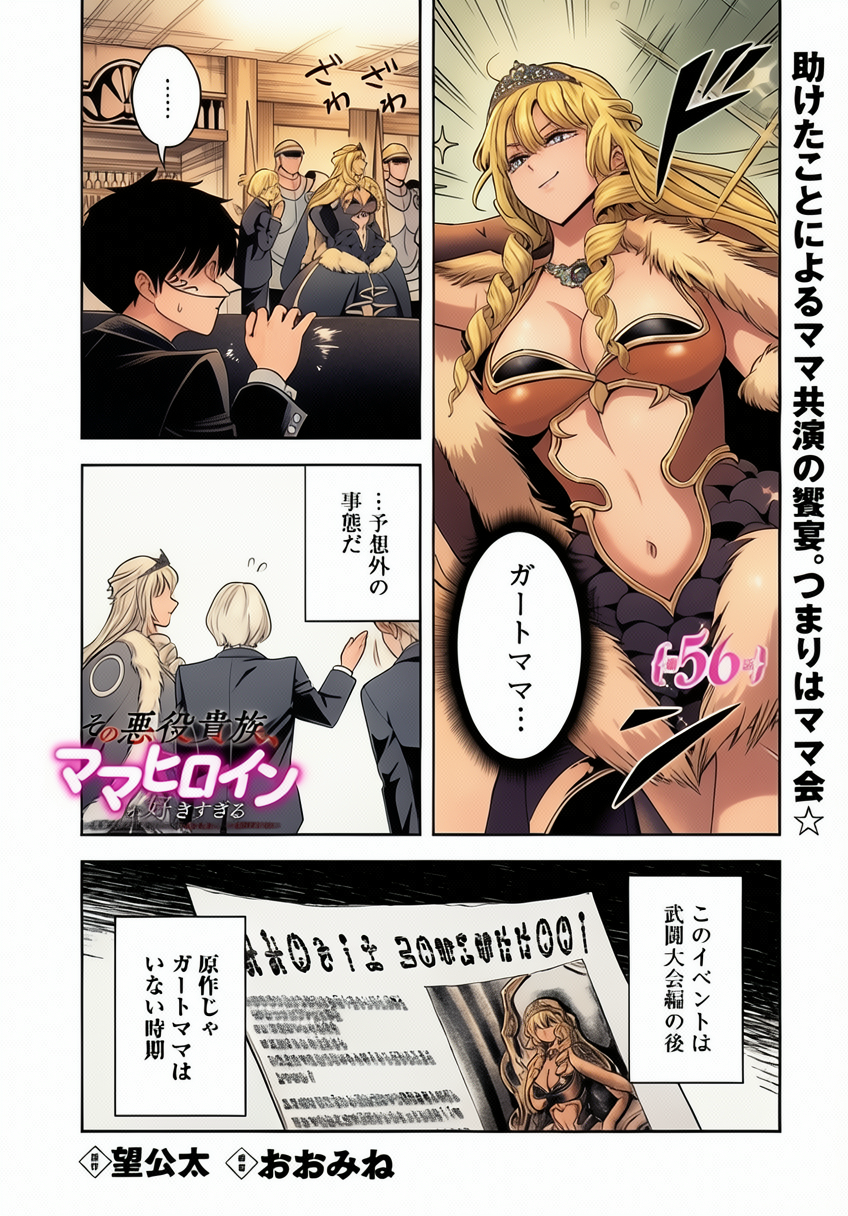 助けたことによるママ共演の饗宴。つまりはママ会☆
ドドン
ガートママ…
56
ざわ
ざわ
……
…予想外の
事態だ
その悪役貴族、
ママヒロイン
が好きすぎる
このイベントは
武闘大会編の後
原作じゃ
ガートママは
いない時期
原作
望公太
おおみね